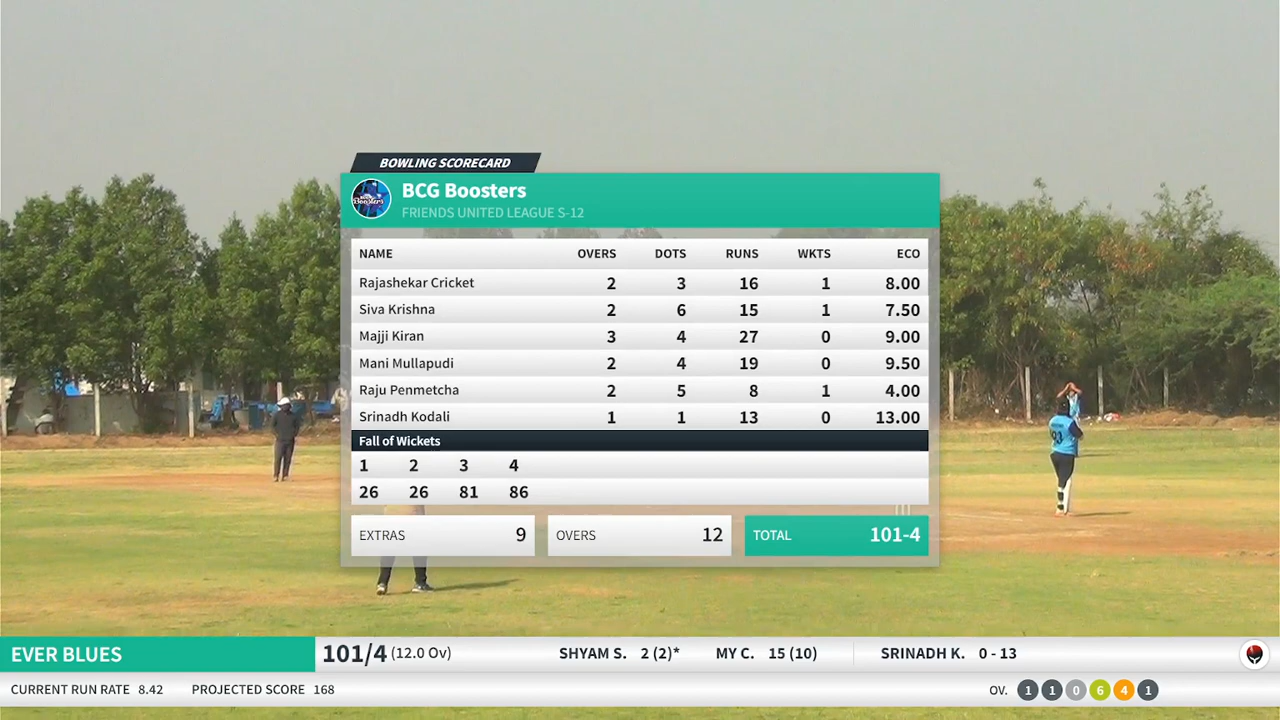 BOWLING SCORECARD
BCG Boosters
FRIENDS UNITED LEAGUE S-12
NAME OVERS DOTS RUNS WKTS ECO
Rajashekar Cricket 2 3 16 1 8.00
Siva Krishna 2 6 15 1 7.50
Majji Kiran 3 4 27 0 9.00
Mani Mullapudi 2 4 19 0 9.50
Raju Penmetcha 2 5 8 1 4.00
Srinadh Kodali 1 1 13 0 13.00
Fall of Wickets
1 2 3 4
26 26 81 86
EXTRAS 9 OVERS 12 TOTAL 101-4
EVER BLUES 101/4 (12.0 Ov) SHYAM S. 2 (2)* MY C. 15 (10) SRINADH K. 0 - 13
CURRENT RUN RATE 8.42 PROJECTED SCORE 168 OV. 1 1 0 6 4 1